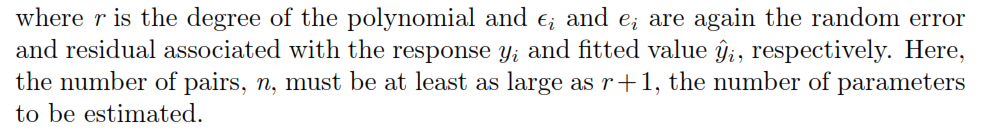 where r is the degree of the polynomial and ϵᵢ and eᵢ are again the random error
and residual associated with the response yᵢ and fitted value ŷᵢ, respectively. Here,
the number of pairs, n, must be at least as large as r+1, the number of parameters
to be estimated.